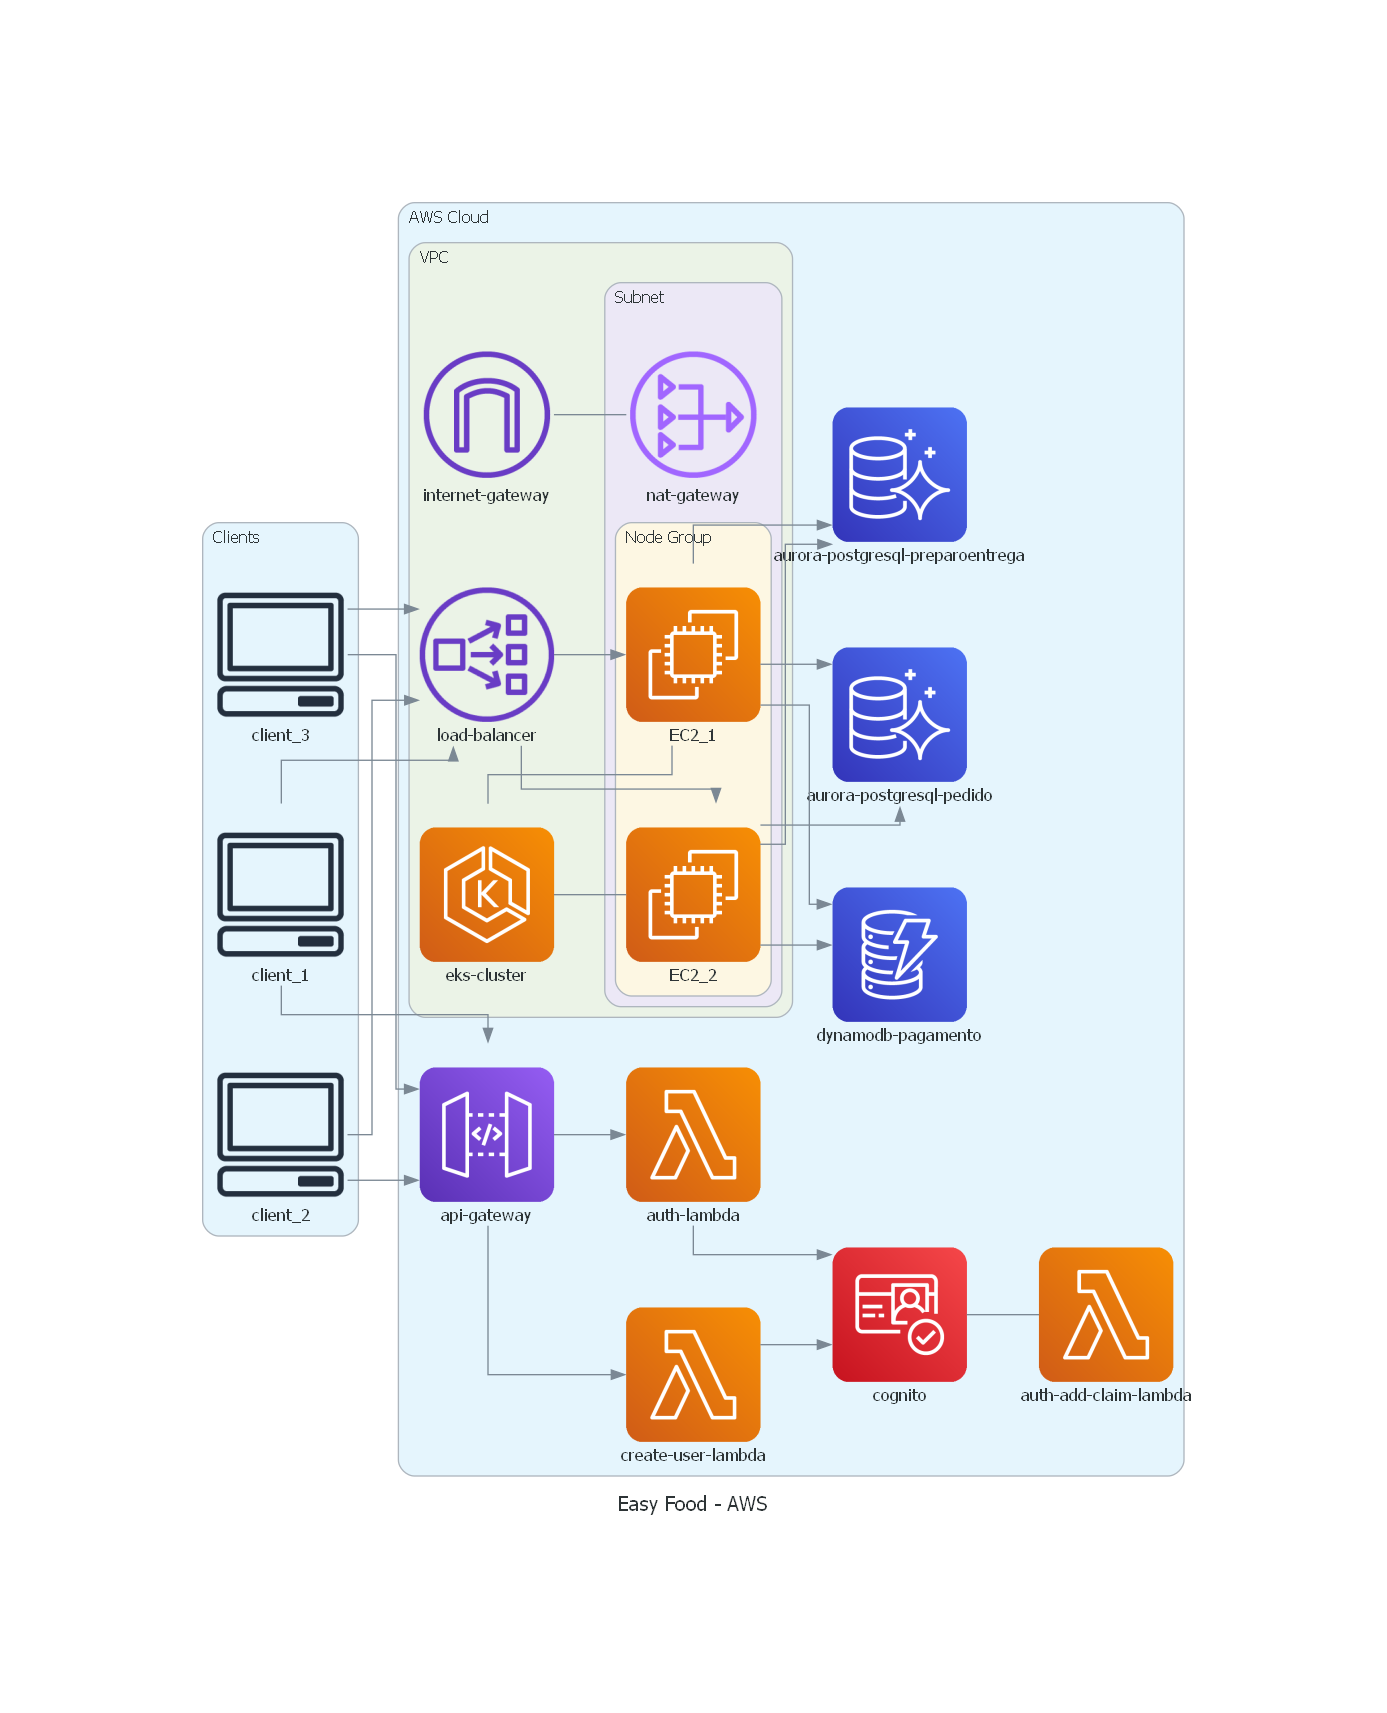 AWS Cloud
VPC
Subnet
internet-gateway
nat-gateway
Clients
Node Group
aurora-postgresql-preparoentrega
client_3
load-balancer
EC2_1
aurora-postgresql-pedido
K
client_1
eks-cluster
EC2_2
dynamodb-pagamento
</>
client_2
api-gateway
auth-lambda
cognito
auth-add-claim-lambda
create-user-lambda
Easy Food - AWS